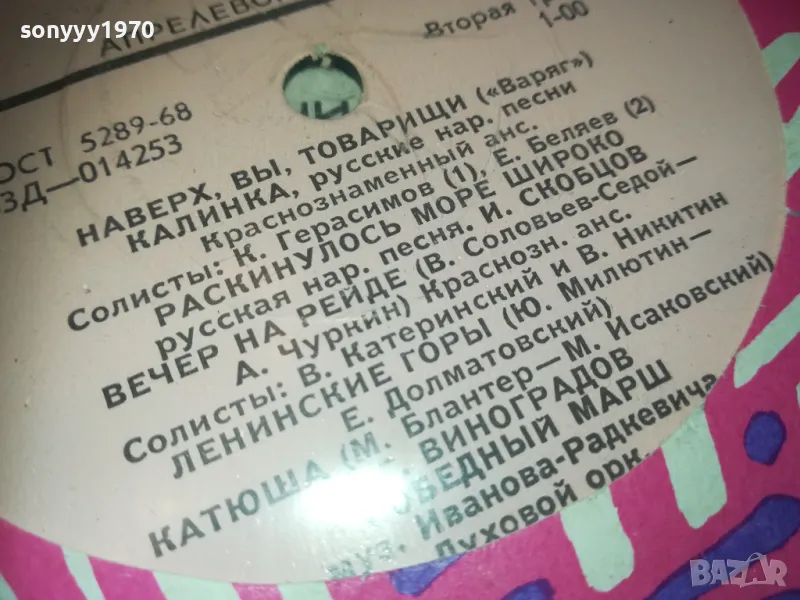 sonyyy1970
Вторая
1-00
ОСТ 5289-68
ЗД—014253
НАВЕРХ, ВЫ, ТОВАРИЩИ («Варяг»)
КАЛИНКА, русские нар. песни
Краснознаменный анс.
Солисты: К. Герасимов (1), Е. Беляев (2)
РАСКИНУЛОСЬ МОРЕ ШИРОКО
русская нар. песня. И. СКОБЦОВ
ВЕЧЕР НА РЕЙДЕ (В. Соловьев-Седой—
А. Чуркин) Краснозн. анс.
Солисты: В. Катеринский и В. Никитин
ЛЕНИНСКИЕ ГОРЫ (Ю. Милютин—
Е. Долматовский)
КАТЮША (М. Блантер—М. Исаковский)
ВИНОГРАДОВ
МАРШ
муз. Иванова-Радкевича
Духовой орк.
BAZAR